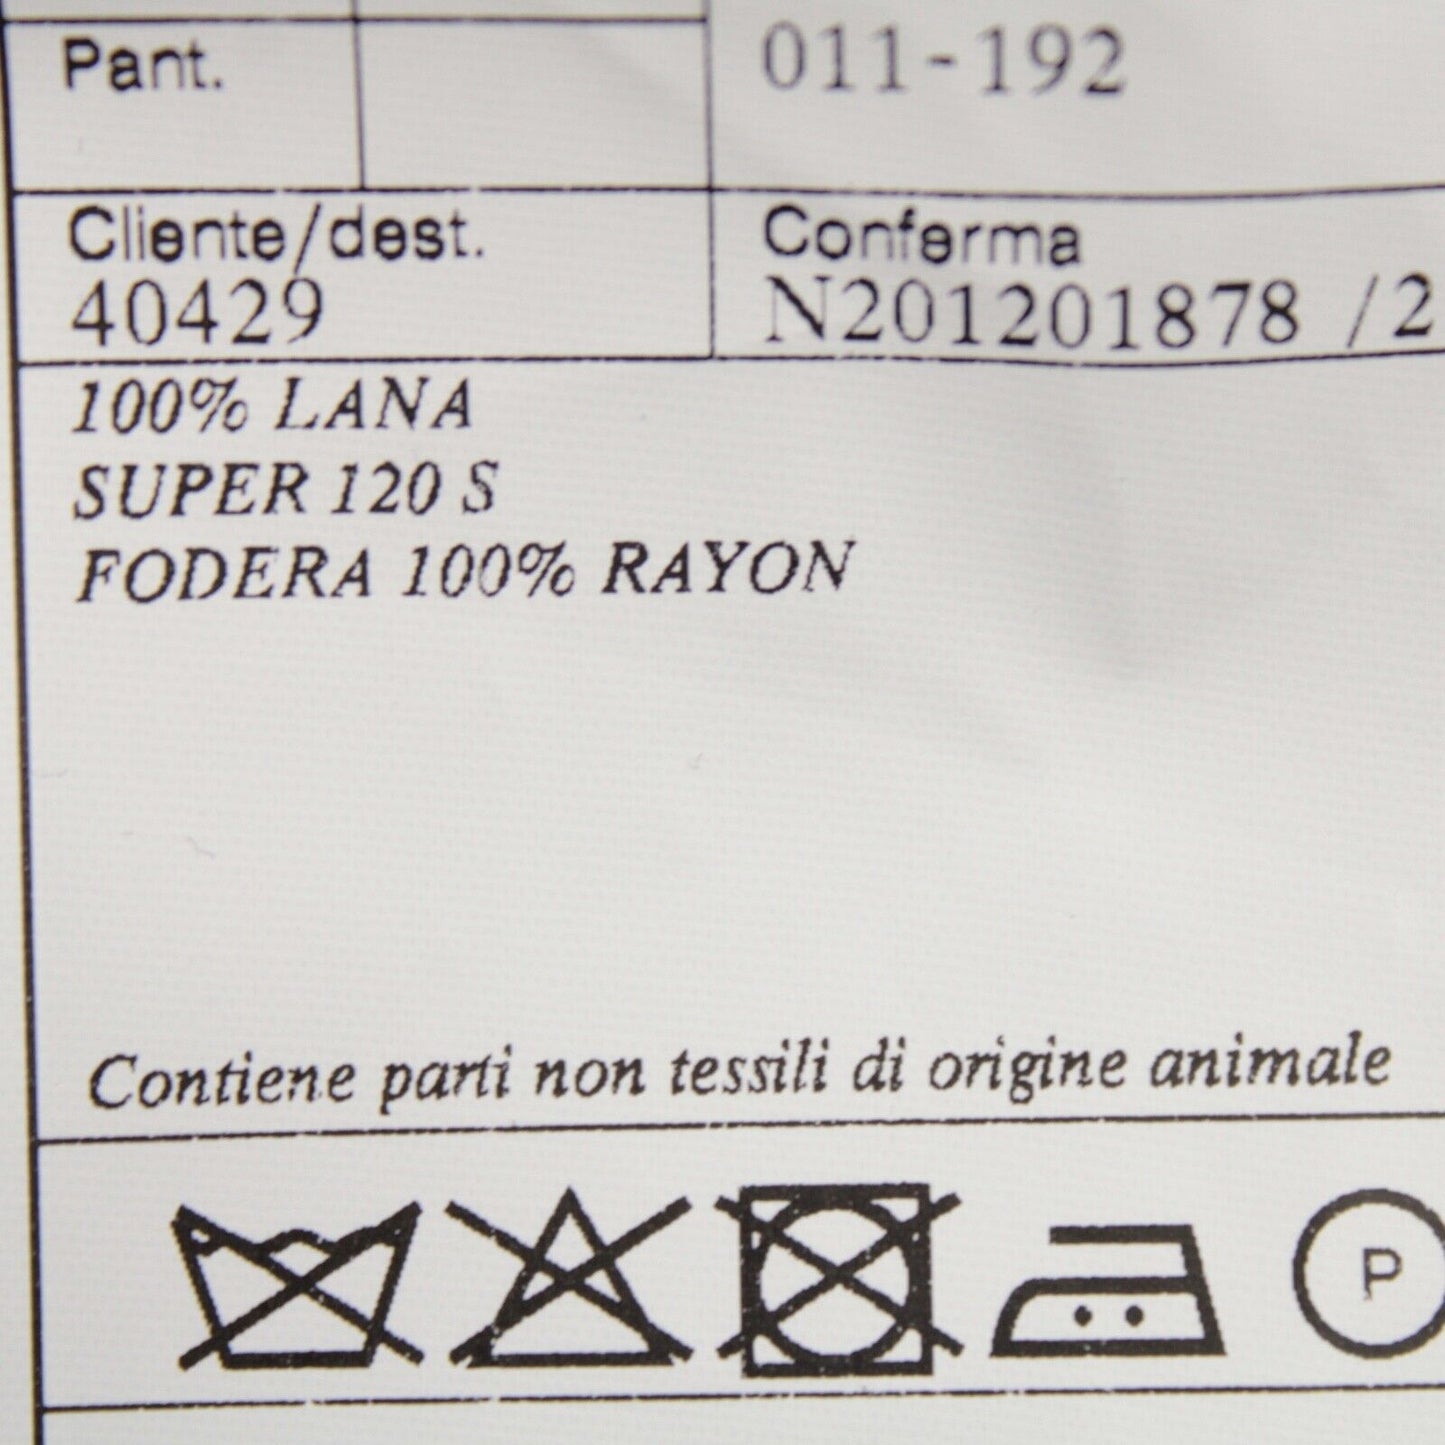 Pant.
011-192
Cliente/dest.
40429
Conferma
N201201878 /2
100% LANA
SUPER 120 S
FODERA 100% RAYON
Contiene parti non tessili di origine animale
P